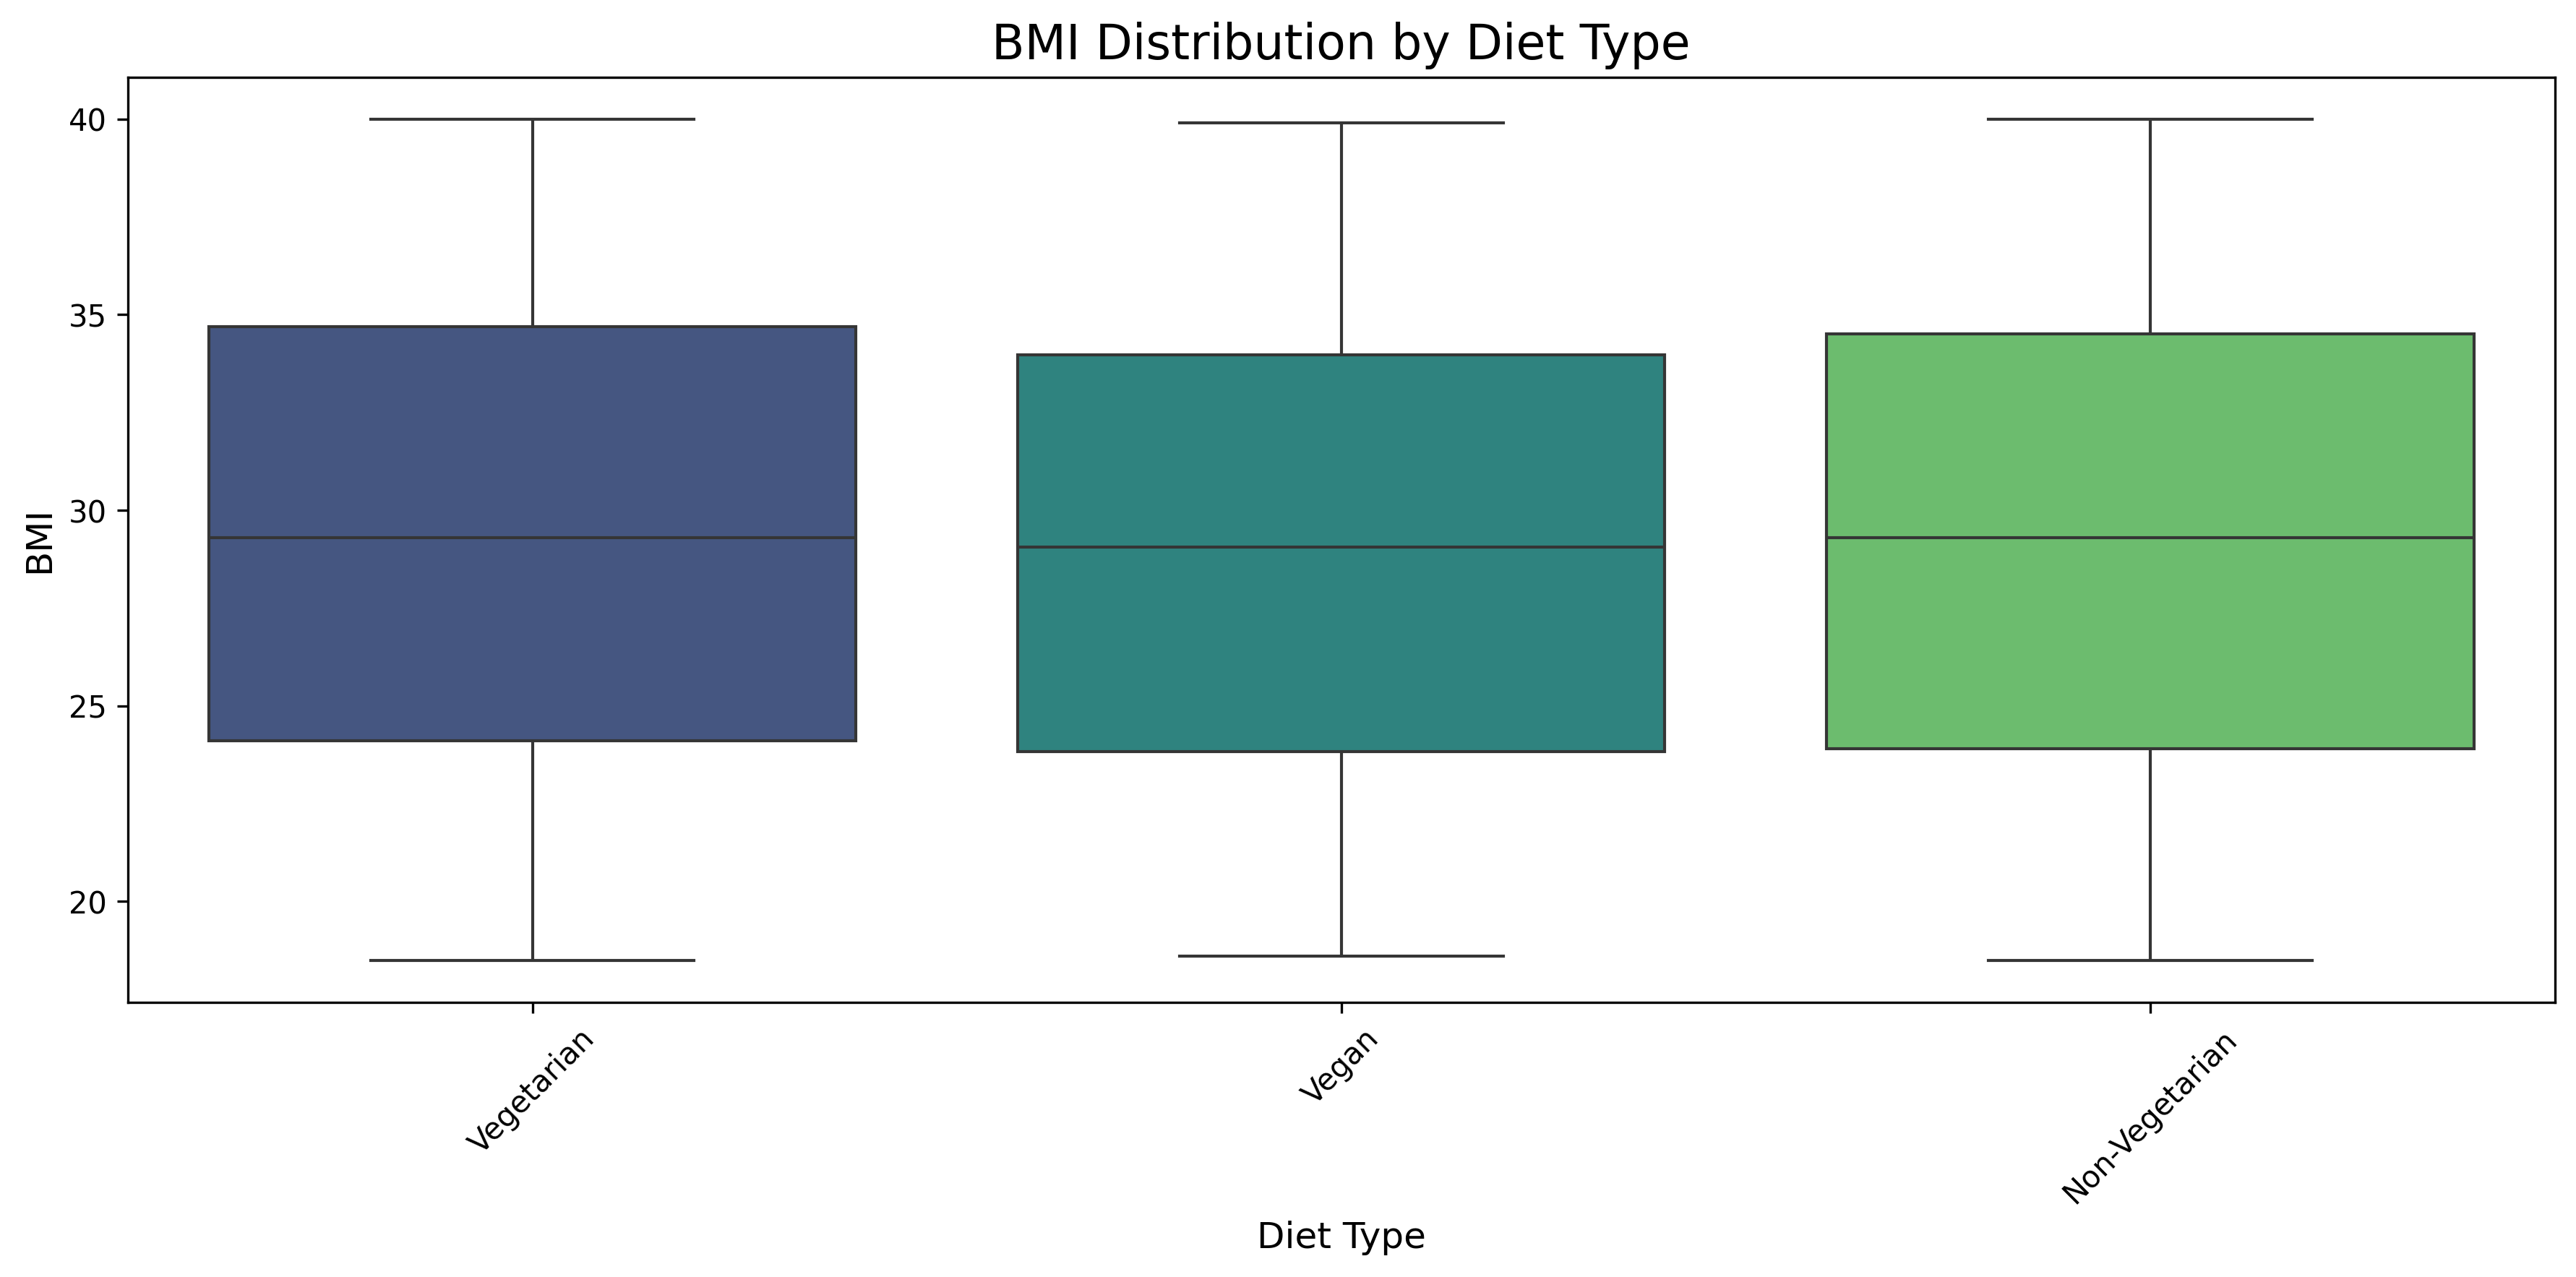 BMI Distribution by Diet Type
BMI
40
35
30
25
20
Vegetarian
Vegan
Non-Vegetarian
Diet Type